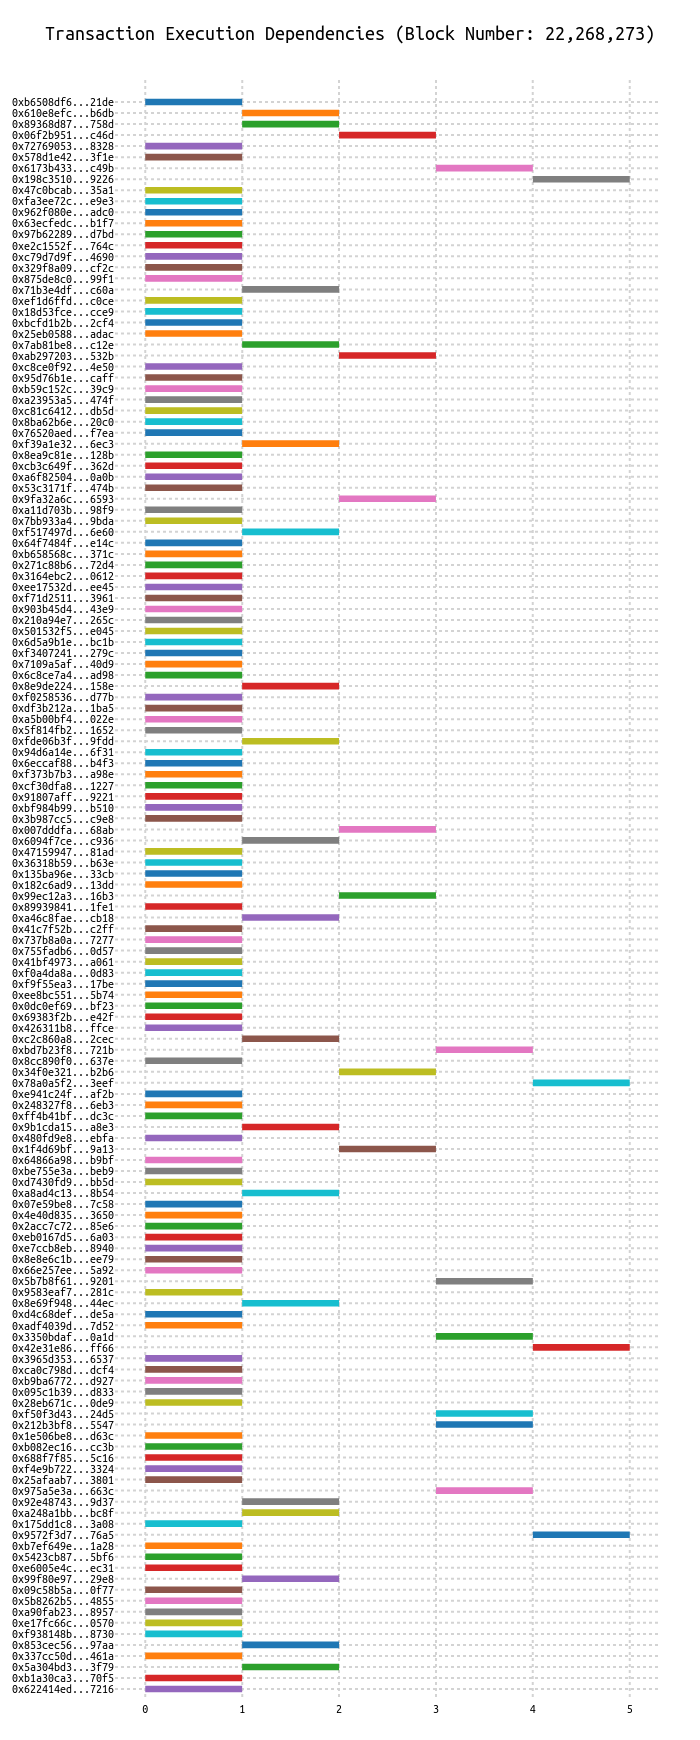 Transaction Execution Dependencies (Block Number: 22,268,273)
0xb6508df6...21de
0x610e8efc...b6db
0x89368d87...758d
0x06f2b951...c46d
0x72769053...8328
0x578d1e42...3f1e
0x6173b433...c49b
0x198c3510...9226
0x47c0bcab...35a1
0xfa3ee72c...e9e3
0x962f080e...adc0
0x63ecfedc...b1f7
0x97b62289...d7bd
0xe2c1552f...764c
0xc79d7d9f...4690
0x329f8a09...cf2c
0x875de8c0...99f1
0x71b3e4df...c60a
0xef1d6ffd...c0ce
0x18d53fce...cce9
0xbcfd1b2b...2cf4
0x25eb0588...adac
0x7ab81be8...c12e
0xab297203...532b
0xc8ce0f92...4e50
0x95d76b1e...caff
0xb59c152c...39c9
0xa23953a5...474f
0xc81c6412...db5d
0x8ba62b6e...20c0
0x76520aed...f7ea
0xf39a1e32...6ec3
0x8ea9c81e...128b
0xcb3c649f...362d
0xa6f82504...0a0b
0x53c3171f...474b
0x9fa32a6c...6593
0xa11d703b...98f9
0x7bb933a4...9bda
0xf517497d...6e60
0x64f7484f...e14c
0xb658568c...371c
0x271c88b6...72d4
0x3164ebc2...0612
0xee17532d...ee45
0xf71d2511...3961
0x903b45d4...43e9
0x210a94e7...265c
0x501532f5...e045
0x6d5a9b1e...bc1b
0xf3407241...279c
0x7109a5af...40d9
0x6c8ce7a4...ad98
0x8e9de224...158e
0xf0258536...d77b
0xdf3b212a...1ba5
0xa5b00bf4...022e
0x5f814fb2...1652
0xfde06b3f...9fdd
0x94d6a14e...6f31
0x6eccaf88...b4f3
0xf373b7b3...a98e
0xcf30dfa8...1227
0x91807aff...9221
0xbf984b99...b510
0x3b987cc5...c9e8
0x007dddfa...68ab
0x6094f7ce...c936
0x47159947...81ad
0x36318b59...b63e
0x135ba96e...33cb
0x182c6ad9...13dd
0x99ec12a3...16b3
0x89939841...1fe1
0xa46c8fae...cb18
0x41c7f52b...c2ff
0x737b8a0a...7277
0x755fadb6...0d57
0x41bf4973...a061
0xf0a4da8a...0d83
0xf9f55ea3...17be
0xee8bc551...5b74
0x0dc0ef69...bf23
0x69383f2b...e42f
0x426311b8...ffce
0xc2c860a8...2cec
0xbd7b23f8...721b
0x8cc890f0...637e
0x34f0e321...b2b6
0x78a0a5f2...3eef
0xe941c24f...af2b
0x248327f8...6eb3
0xff4b41bf...dc3c
0x9b1cda15...a8e3
0x480fd9e8...ebfa
0x1f4d69bf...9a13
0x64866a98...b9bf
0xbe755e3a...beb9
0xd7430fd9...bb5d
0xa8ad4c13...8b54
0x07e59be8...7c58
0x4e40d835...3650
0x2acc7c72...85e6
0xeb0167d5...6a03
0xe7ccb8eb...8940
0x8e8e6c1b...ee79
0x66e257ee...5a92
0x5b7b8f61...9201
0x9583eaf7...281c
0x8e69f948...44ec
0xd4c68def...de5a
0xadf4039d...7d52
0x3350bdaf...0a1d
0x42e31e86...ff66
0x3965d353...6537
0xca0c798d...dcf4
0xb9ba6772...d927
0x095c1b39...d833
0x28eb671c...0de9
0xf50f3d43...24d5
0x212b3bf8...5547
0x1e506be8...d63c
0xb082ec16...cc3b
0x688f7f85...5c16
0xf4e9b722...3324
0x25afaab7...3801
0x975a5e3a...663c
0x92e48743...9d37
0xa248a1bb...bc8f
0x175dd1c8...3a08
0x9572f3d7...76a5
0xb7ef649e...1a28
0x5423cb87...5bf6
0xe6005e4c...ec31
0x99f80e97...29e8
0x09c58b5a...0f77
0x5b8262b5...4855
0xa90fab23...8957
0xe17fc66c...0570
0xf938148b...8730
0x853cec56...97aa
0x337cc50d...461a
0x5a304bd3...3f79
0xb1a30ca3...70f5
0x622414ed...7216
0 1 2 3 4 5